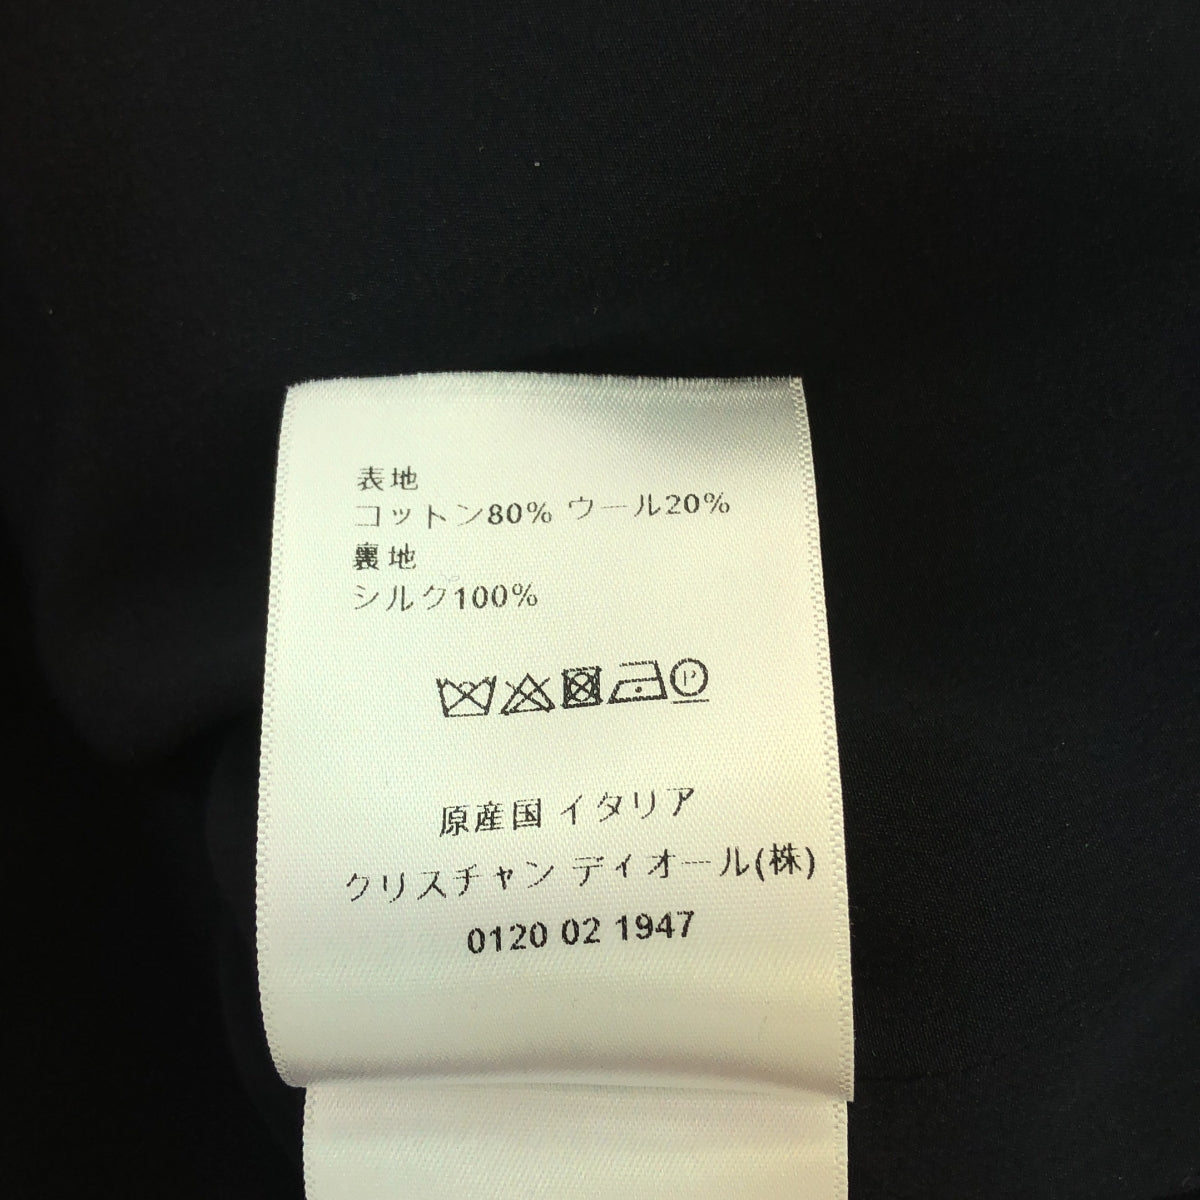 表地
コットン80% ウール20%
裏地
シルク100%
P
原産国 イタリア
クリスチャン ディオール(株)
0120 02 1947